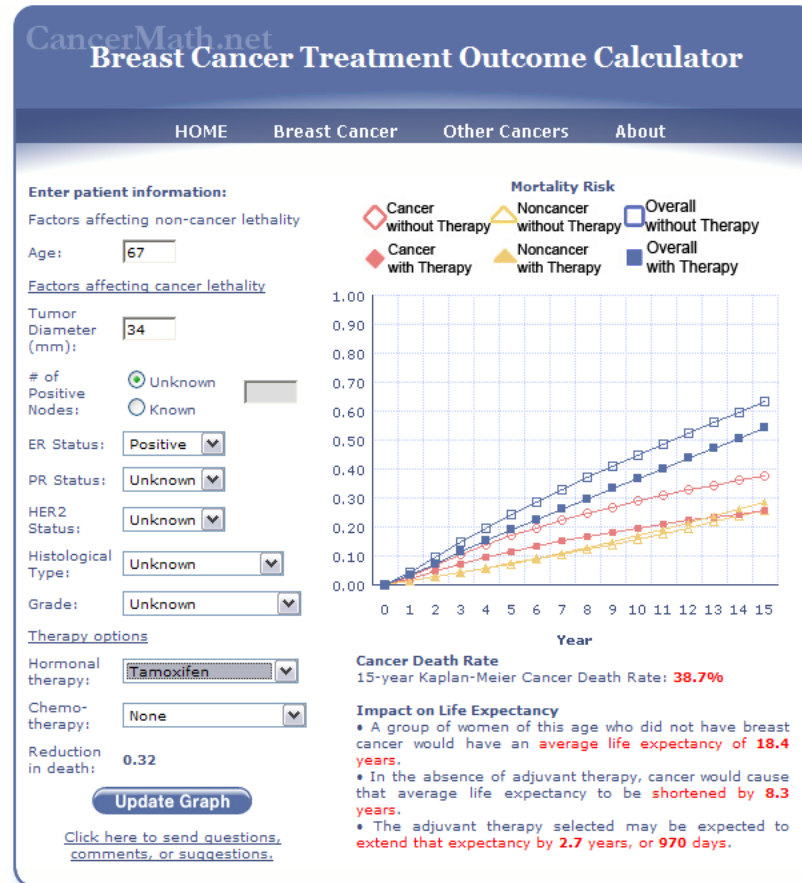 CancerMath.net
Breast Cancer Treatment Outcome Calculator
HOME Breast Cancer Other Cancers About
Enter patient information:
Factors affecting non-cancer lethality
Age: 67
Factors affecting cancer lethality
Tumor
Diameter
(mm): 34
# of
Positive
Nodes:
Unknown
Known
ER Status: Positive
PR Status: Unknown
HER2
Status: Unknown
Histological
Type: Unknown
Grade: Unknown
Therapy options
Hormonal
therapy: Tamoxifen
Chemo-
therapy: None
Reduction
in death: 0.32
Update Graph
Click here to send questions,
comments, or suggestions.
Mortality Risk
Cancer
without Therapy
Noncancer
without Therapy
Overall
without Therapy
Cancer
with Therapy
Noncancer
with Therapy
Overall
with Therapy
1.00
0.90
0.80
0.70
0.60
0.50
0.40
0.30
0.20
0.10
0.00
0 1 2 3 4 5 6 7 8 9 10 11 12 13 14 15
Year
Cancer Death Rate
15-year Kaplan-Meier Cancer Death Rate: 38.7%
Impact on Life Expectancy
• A group of women of this age who did not have breast
cancer would have an average life expectancy of 18.4
years.
• In the absence of adjuvant therapy, cancer would cause
that average life expectancy to be shortened by 8.3
years.
• The adjuvant therapy selected may be expected to
extend that expectancy by 2.7 years, or 970 days.